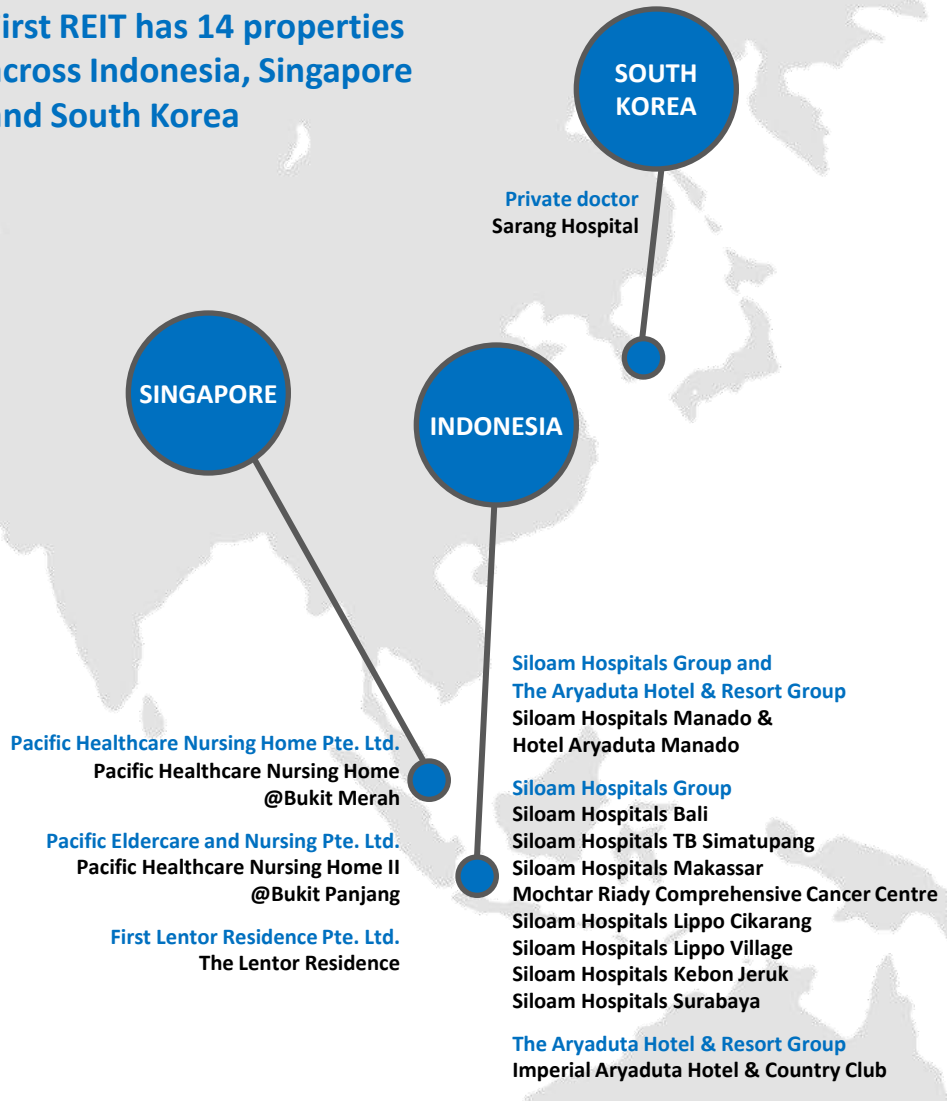 First REIT has 14 properties
across Indonesia, Singapore
and South Korea
SOUTH
KOREA
Private doctor
Sarang Hospital
SINGAPORE
INDONESIA
Pacific Healthcare Nursing Home Pte. Ltd.
Pacific Healthcare Nursing Home
@Bukit Merah
Pacific Eldercare and Nursing Pte. Ltd.
Pacific Healthcare Nursing Home II
@Bukit Panjang
First Lentor Residence Pte. Ltd.
The Lentor Residence
Siloam Hospitals Group and
The Aryaduta Hotel & Resort Group
Siloam Hospitals Manado &
Hotel Aryaduta Manado
Siloam Hospitals Group
Siloam Hospitals Bali
Siloam Hospitals TB Simatupang
Siloam Hospitals Makassar
Mochtar Riady Comprehensive Cancer Centre
Siloam Hospitals Lippo Cikarang
Siloam Hospitals Lippo Village
Siloam Hospitals Kebon Jeruk
Siloam Hospitals Surabaya
The Aryaduta Hotel & Resort Group
Imperial Aryaduta Hotel & Country Club